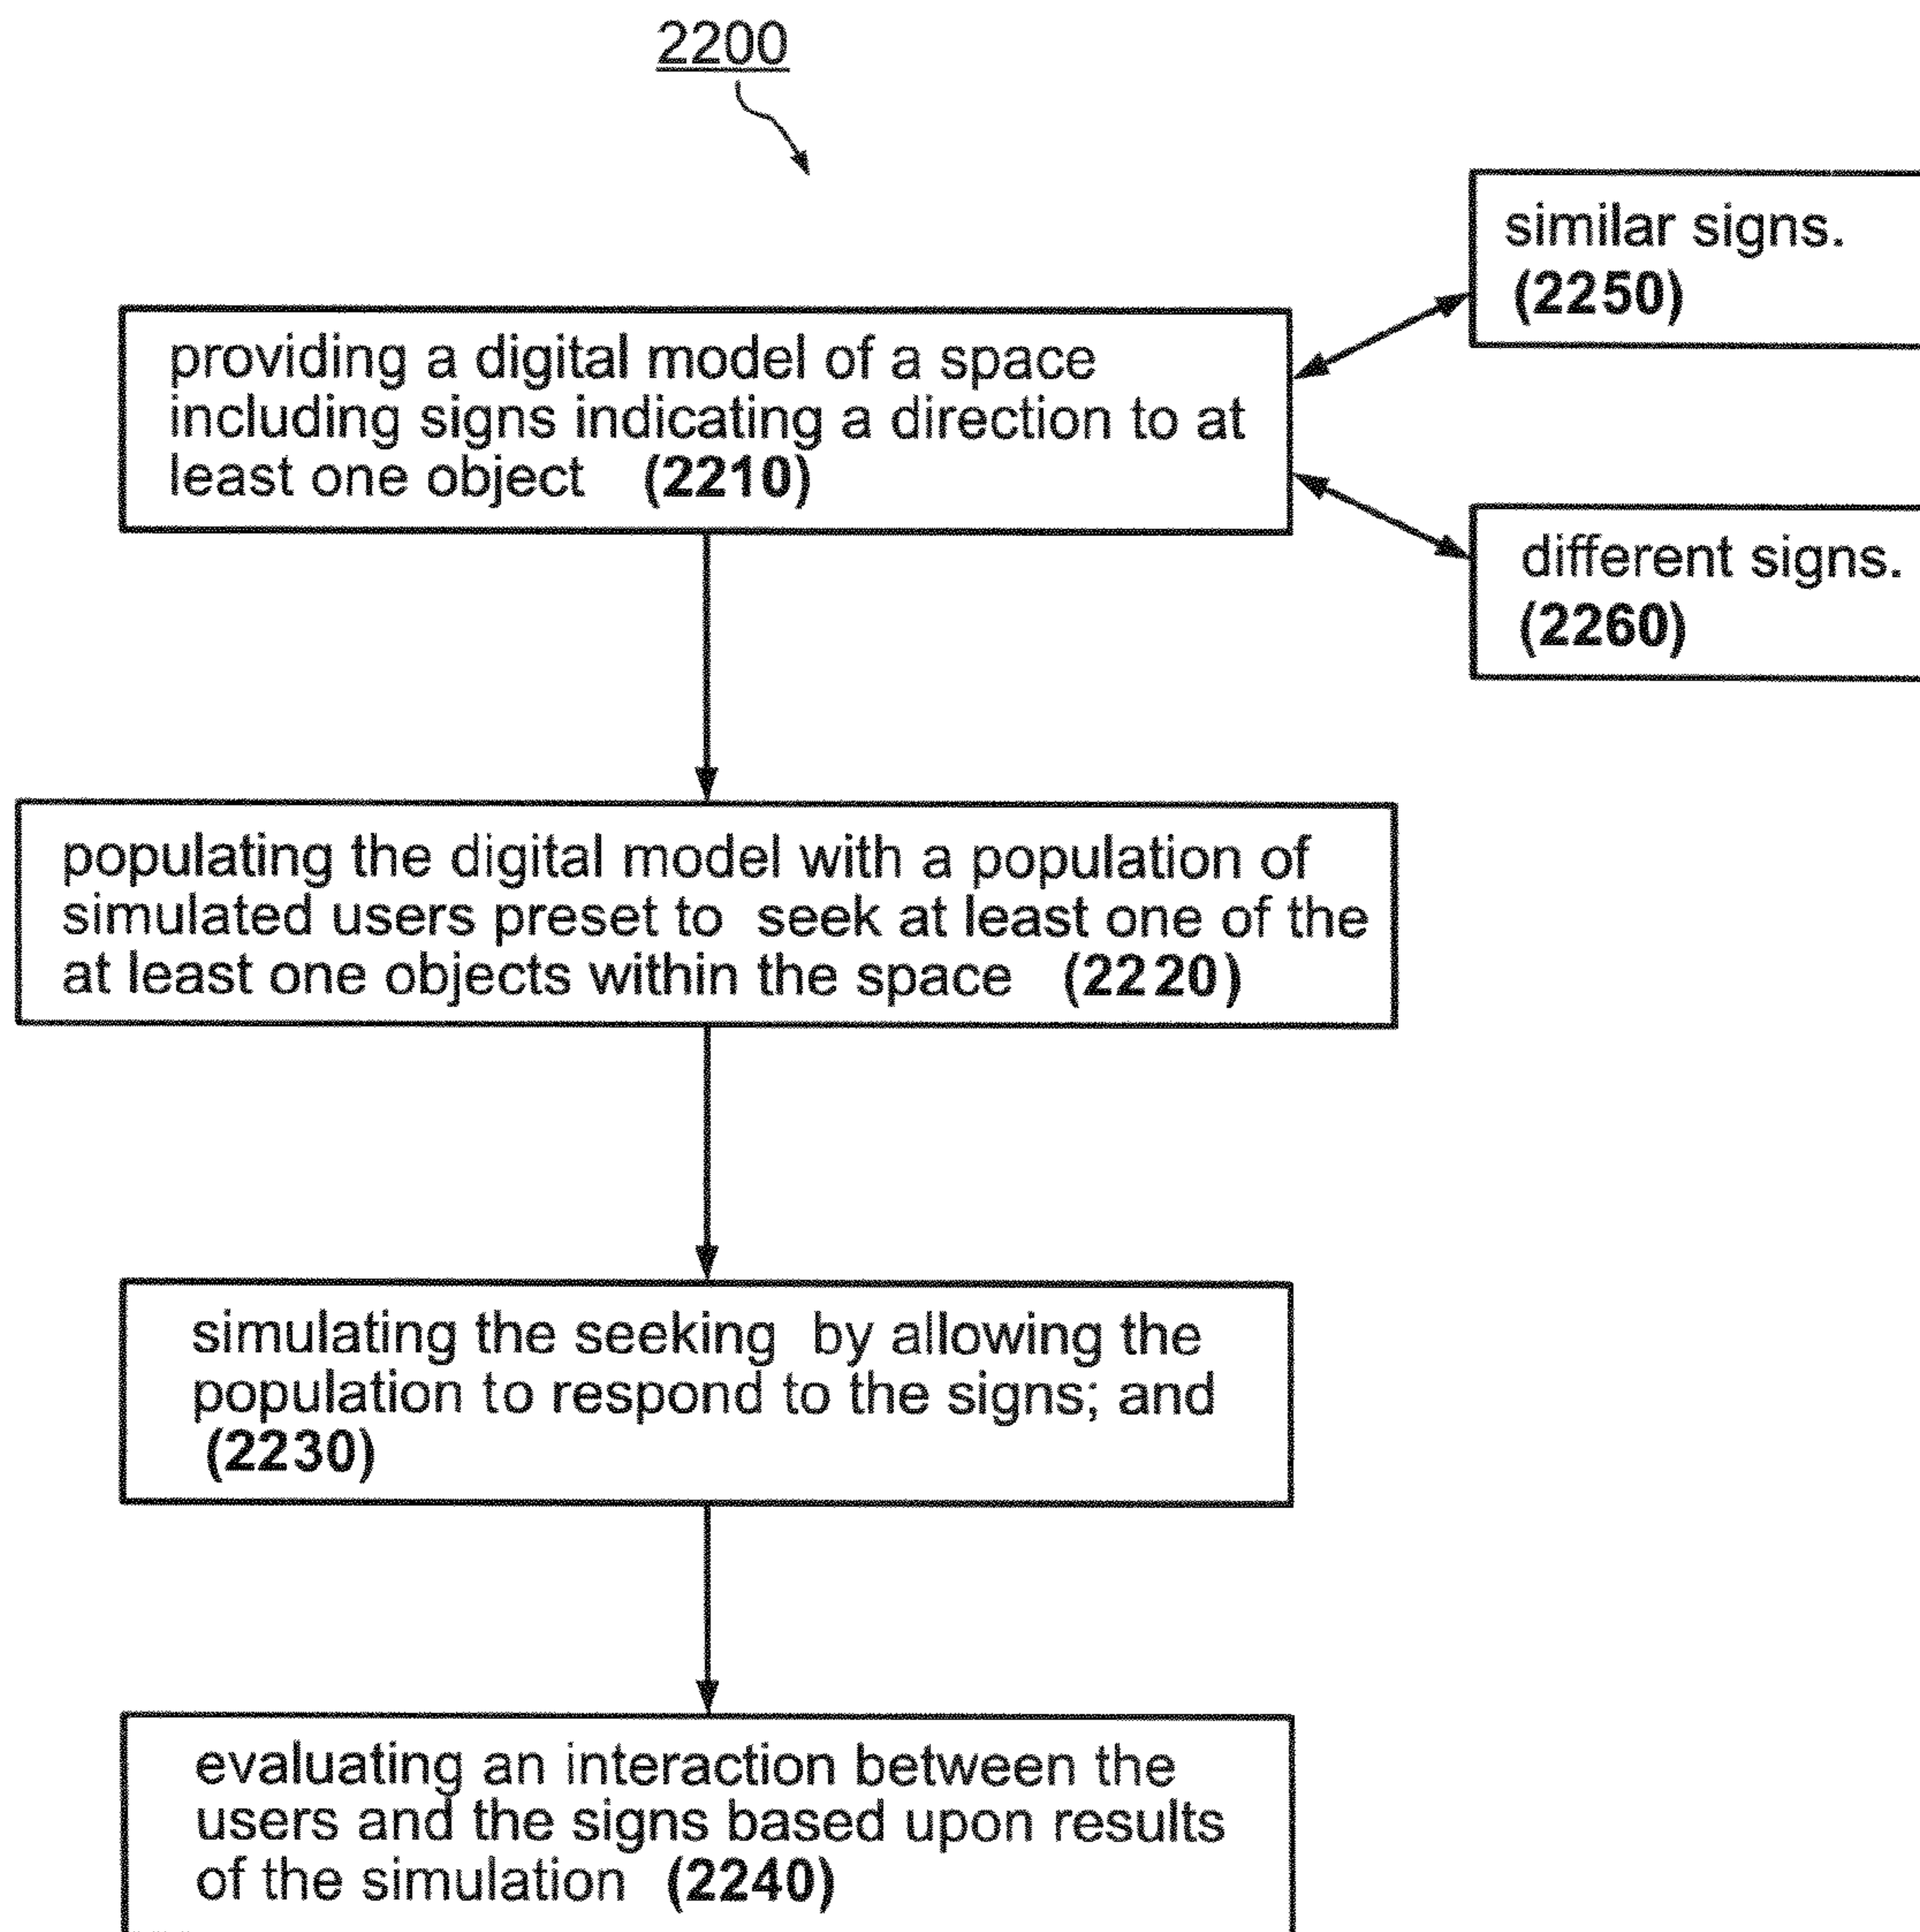 2200
similar signs.
(2250)
providing a digital model of a space
including signs indicating a direction to at
least one object (2210)
different signs.
(2260)
populating the digital model with a population of
simulated users preset to seek at least one of the
at least one objects within the space (2220)
simulating the seeking by allowing the
population to respond to the signs; and
(2230)
evaluating an interaction between the
users and the signs based upon results
of the simulation (2240)